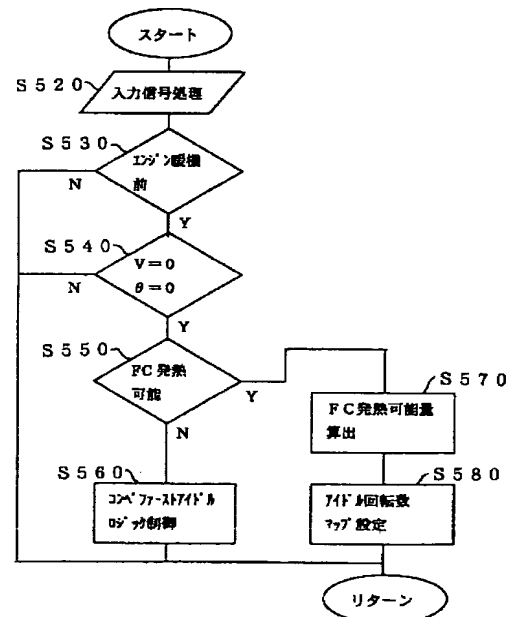 スタート
S520
入力信号処理
S530
エンジン暖機
前
N
Y
S540
V=0
θ=0
N
Y
S550
FC発熱
可能
Y
N
S570
FC発熱可能量
算出
S560
コンベファーストアイドル
ロジック制御
S580
アイドル回転数
マップ設定
リターン